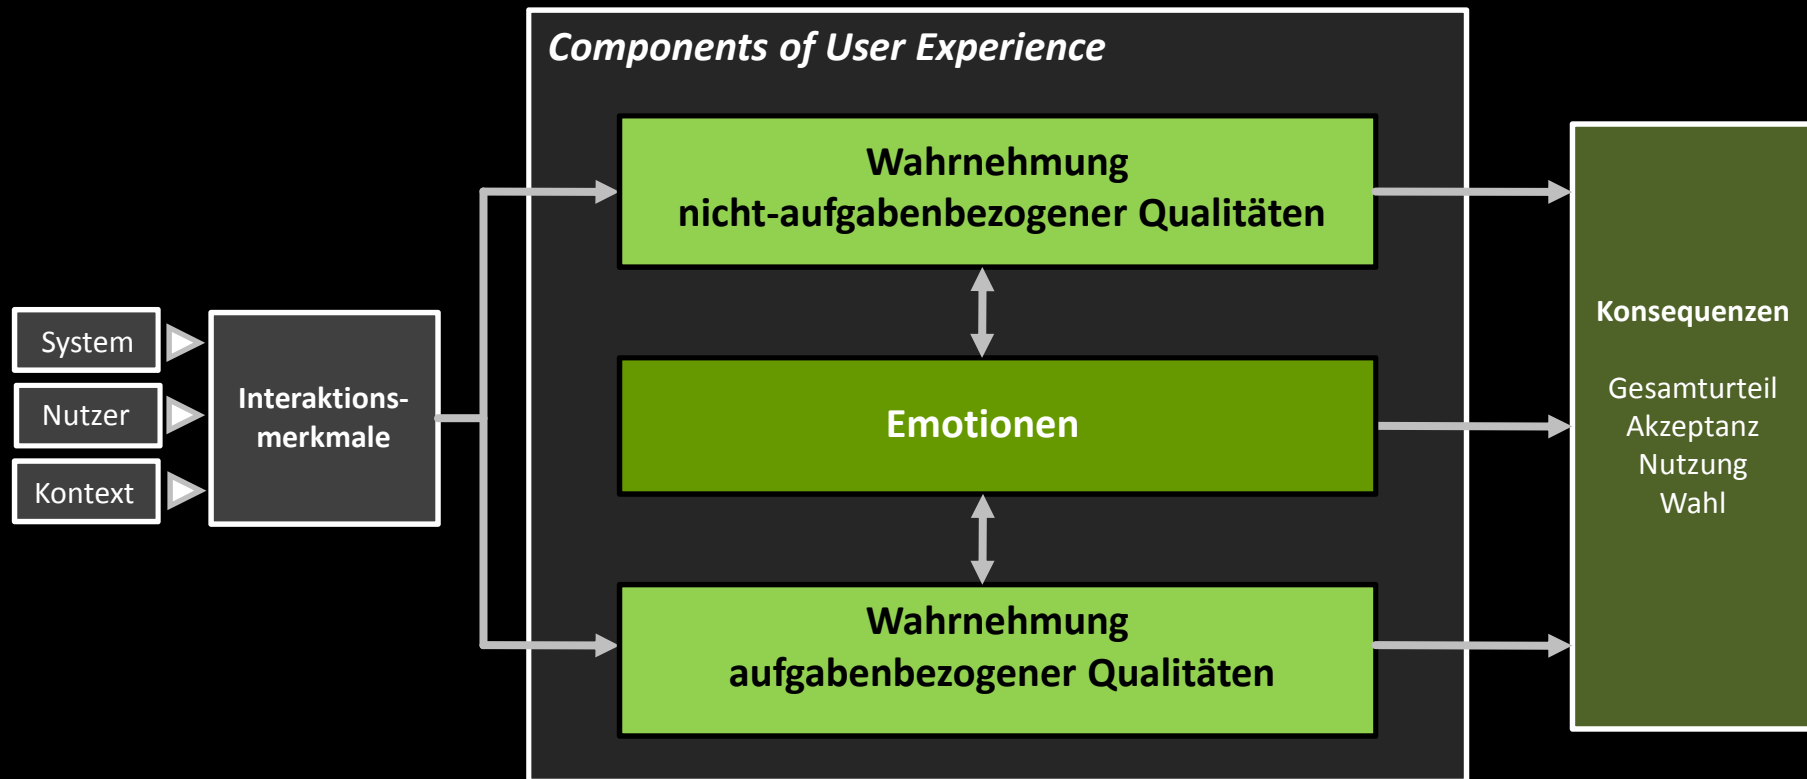 Components of User Experience
System
Nutzer
Kontext
Interaktions-
merkmale
Wahrnehmung
nicht-aufgabenbezogener Qualitäten
Emotionen
Wahrnehmung
aufgabenbezogener Qualitäten
Konsequenzen
Gesamturteil
Akzeptanz
Nutzung
Wahl